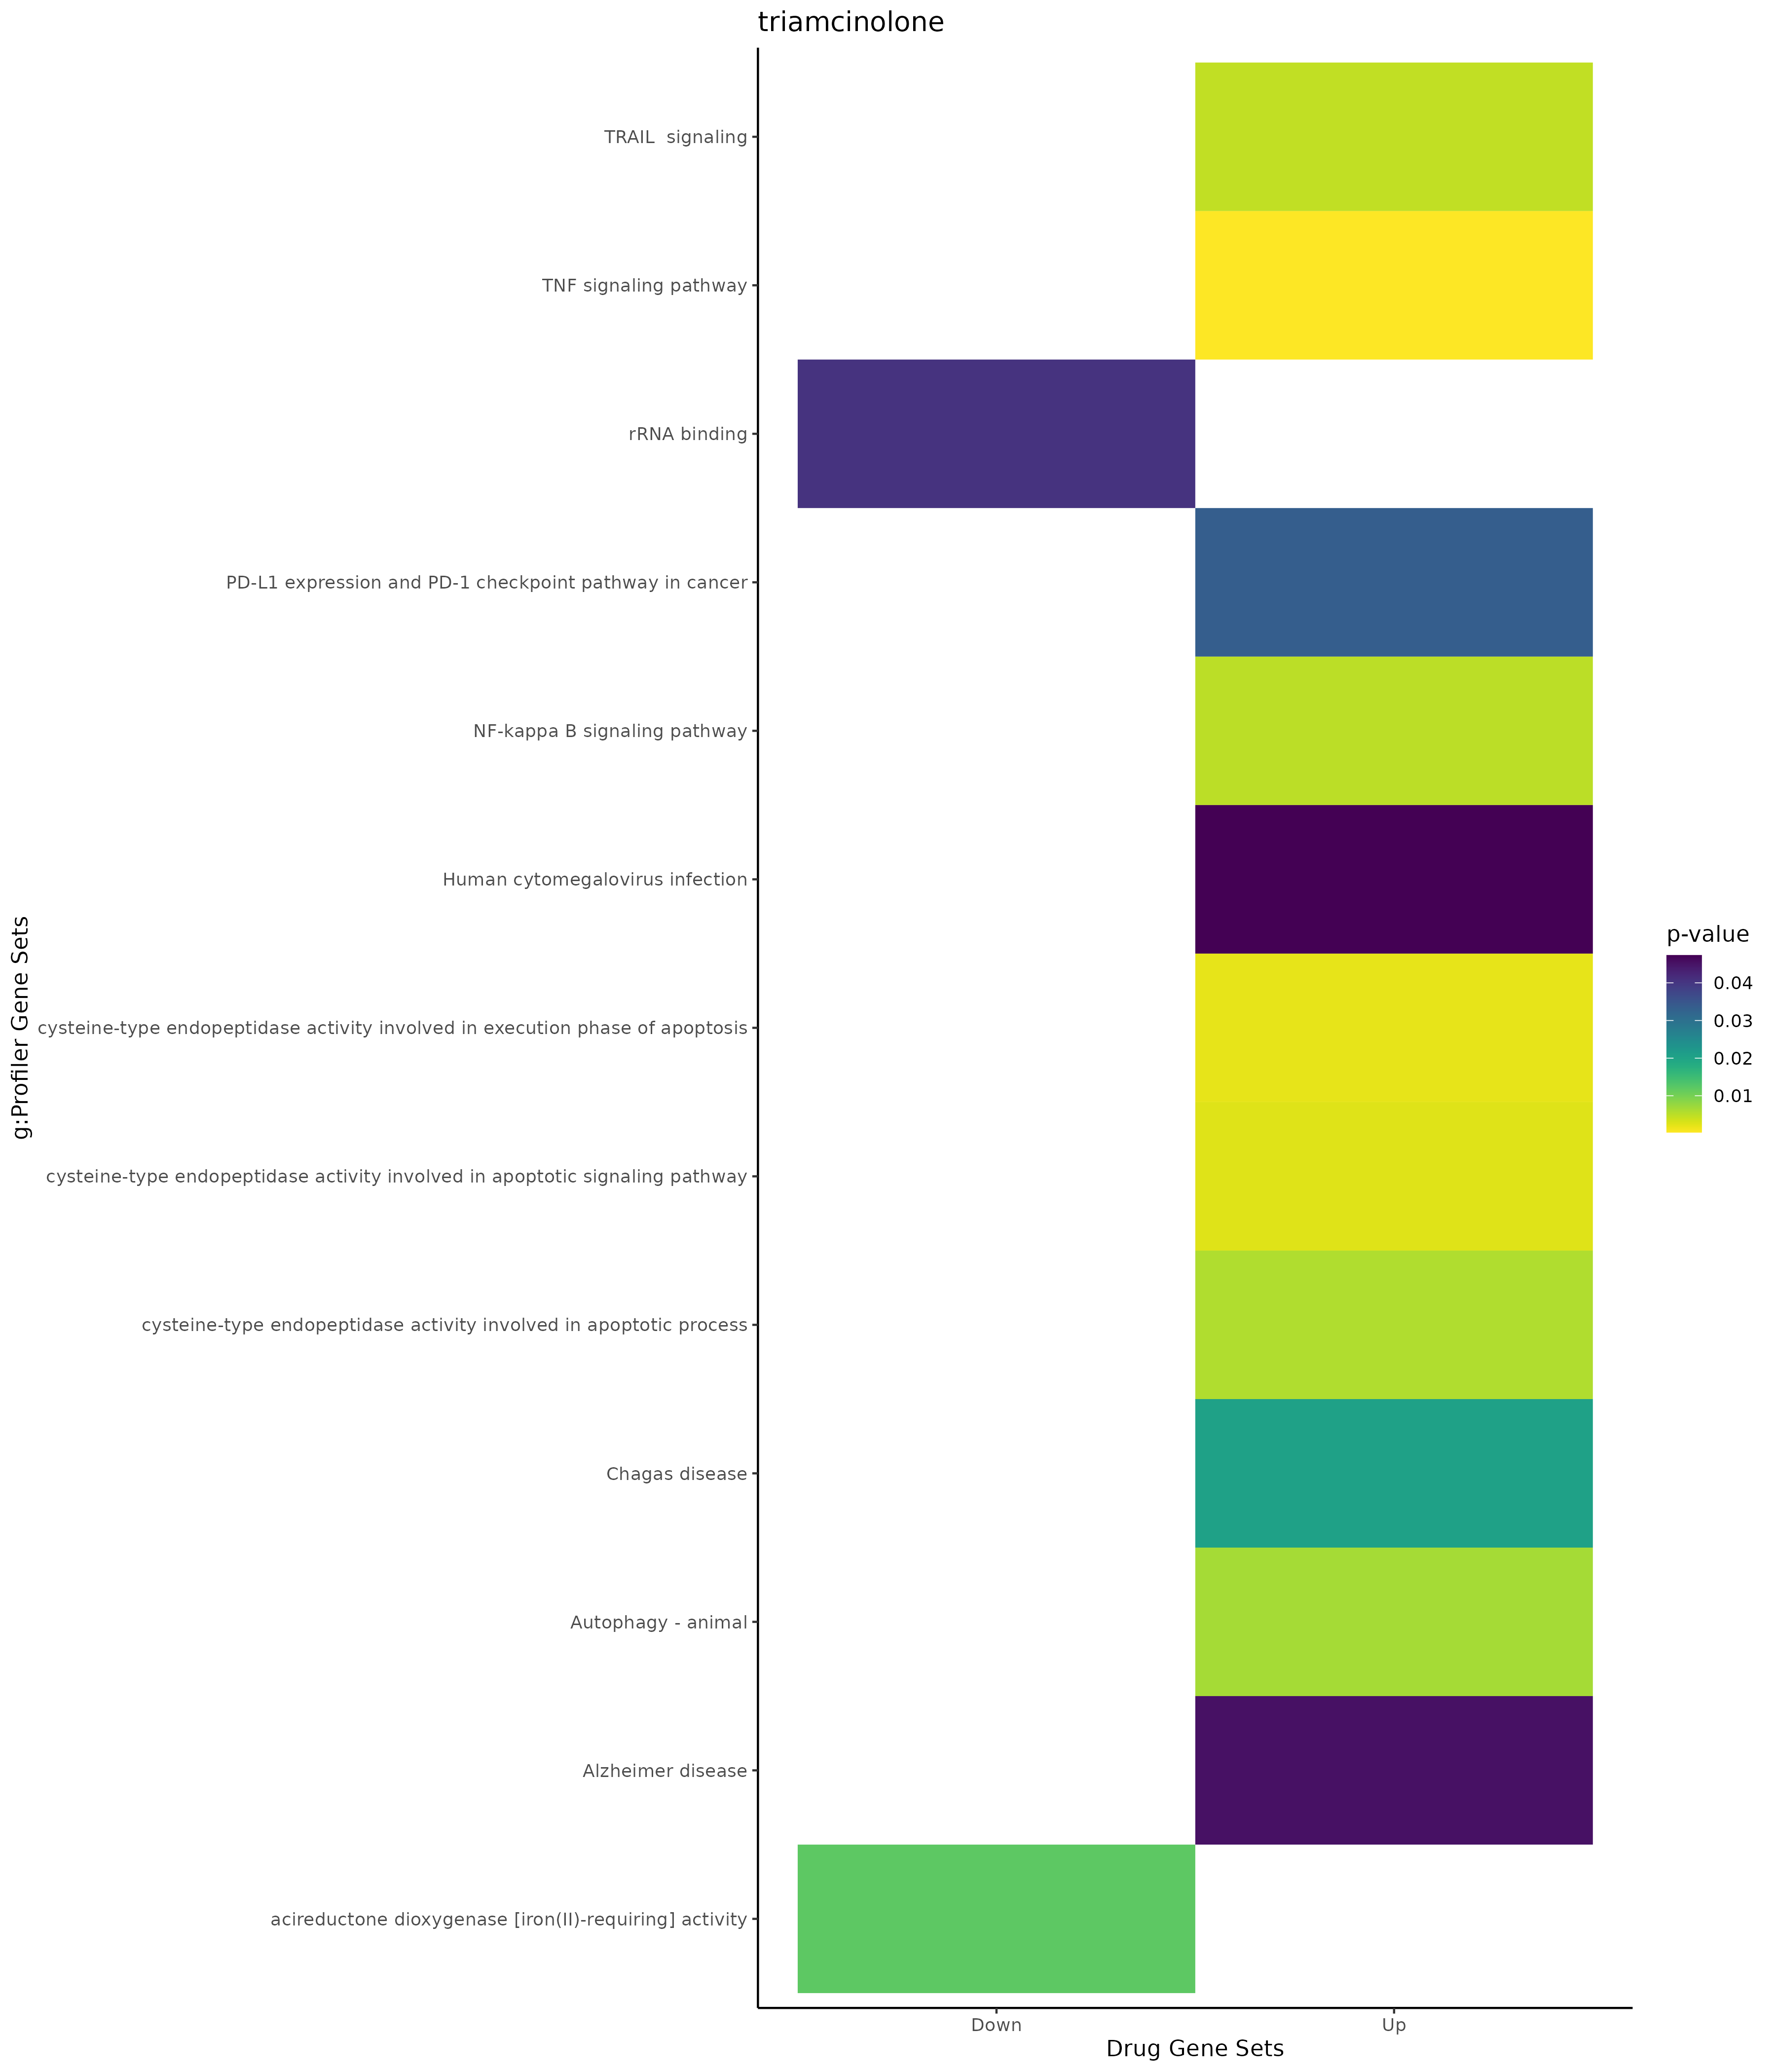 triamcinolone
TRAIL  signaling
TNF signaling pathway
rRNA binding
PD-L1 expression and PD-1 checkpoint pathway in cancer
NF-kappa B signaling pathway
Human cytomegalovirus infection
cysteine-type endopeptidase activity involved in execution phase of apoptosis
cysteine-type endopeptidase activity involved in apoptotic signaling pathway
cysteine-type endopeptidase activity involved in apoptotic process
Chagas disease
Autophagy - animal
Alzheimer disease
acireductone dioxygenase [iron(II)-requiring] activity
g:Profiler Gene Sets
Down
Up
Drug Gene Sets
p-value
0.04
0.03
0.02
0.01